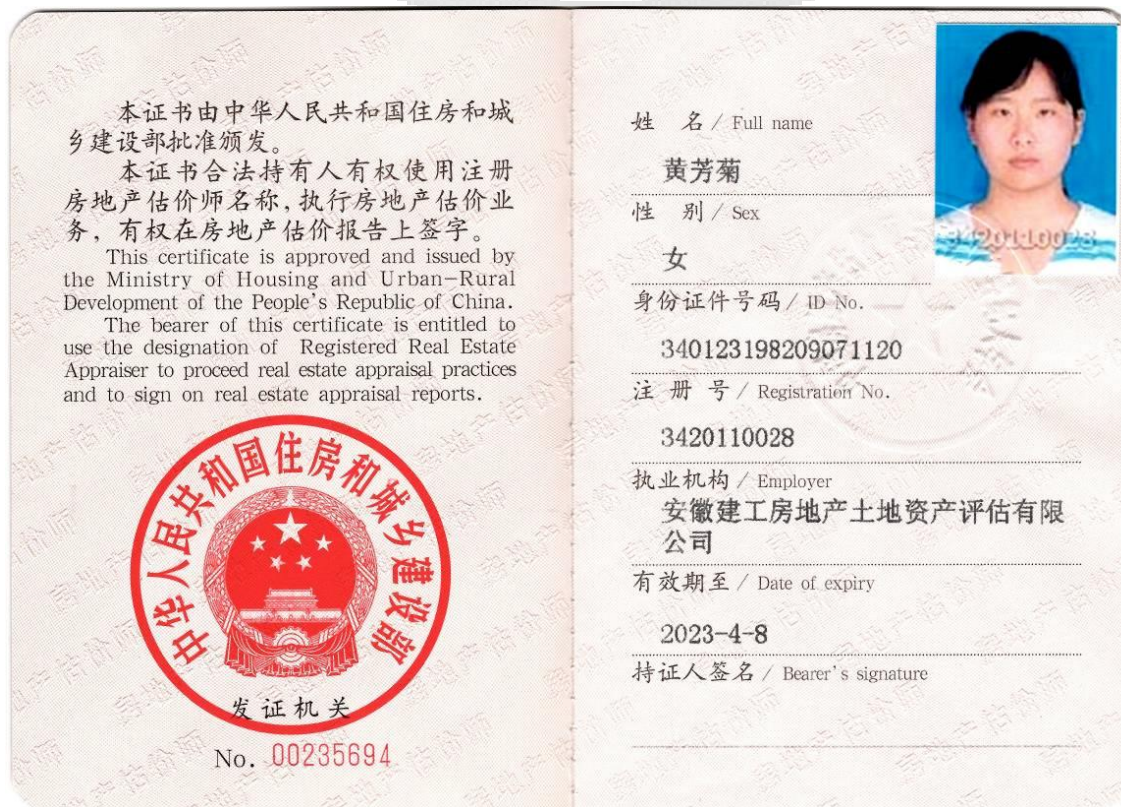 本证书由中华人民共和国住房和城
乡建设部批准颁发。
本证书合法持有人有权使用注册
房地产估价师名称,执行房地产估价业
务,有权在房地产估价报告上签字。
This certificate is approved and issued by
the Ministry of Housing and Urban-Rural
Development of the People's Republic of China.
The bearer of this certificate is entitled to
use the designation of Registered Real Estate
Appraiser to proceed real estate appraisal practices
and to sign on real estate appraisal reports.
中华人民共和国住房和城乡建设部
发证机关
No. 00235694
姓 名 / Full name
黄芳菊
性 别 / Sex
女
身份证件号码 / ID No.
340123198209071120
注 册 号 / Registration No.
3420110028
执业机构 / Employer
安徽建工房地产土地资产评估有限
公司
有效期至 / Date of expiry
2023-4-8
持证人签名 / Bearer's signature
3420110028